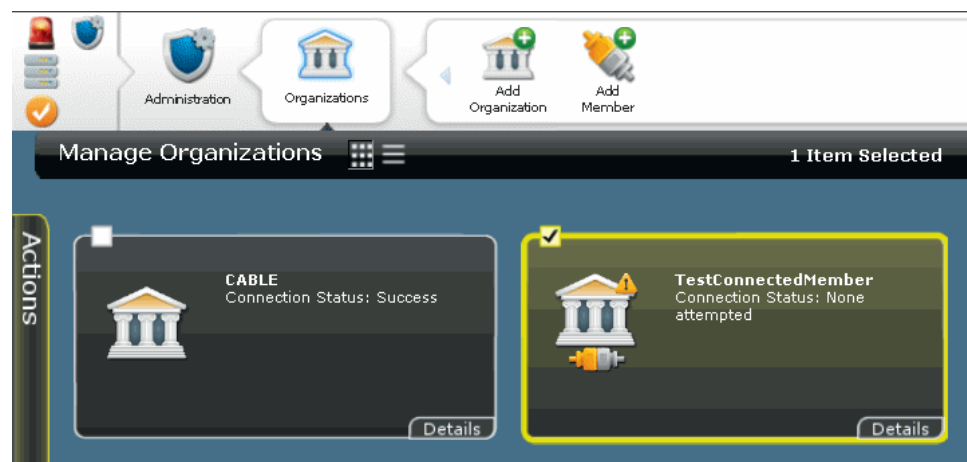 Administration
Organizations
Add
Organization
Add
Member
Manage Organizations
1 Item Selected
Actions
CABLE
Connection Status: Success
Details
TestConnectedMember
Connection Status: None
attempted
Details